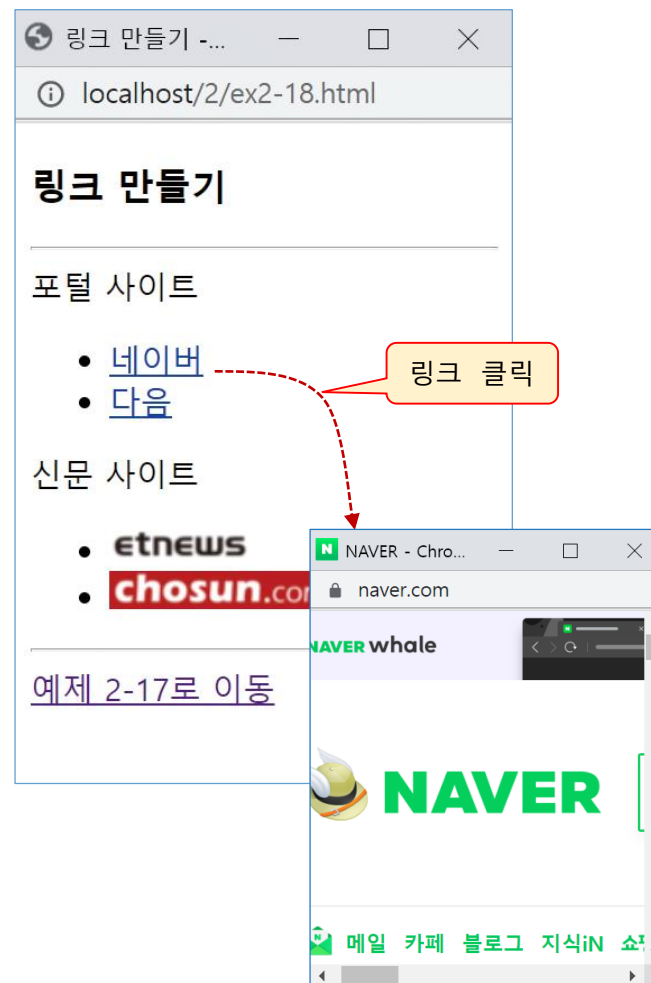 링크 만들기 -...
localhost/2/ex2-18.html
링크 만들기
포털 사이트
네이버
다음
링크 클릭
신문 사이트
etnews
chosun.com
예제 2-17로 이동
NAVER - Chro...
naver.com
NAVER whale
NAVER
메일 카페 블로그 지식iN